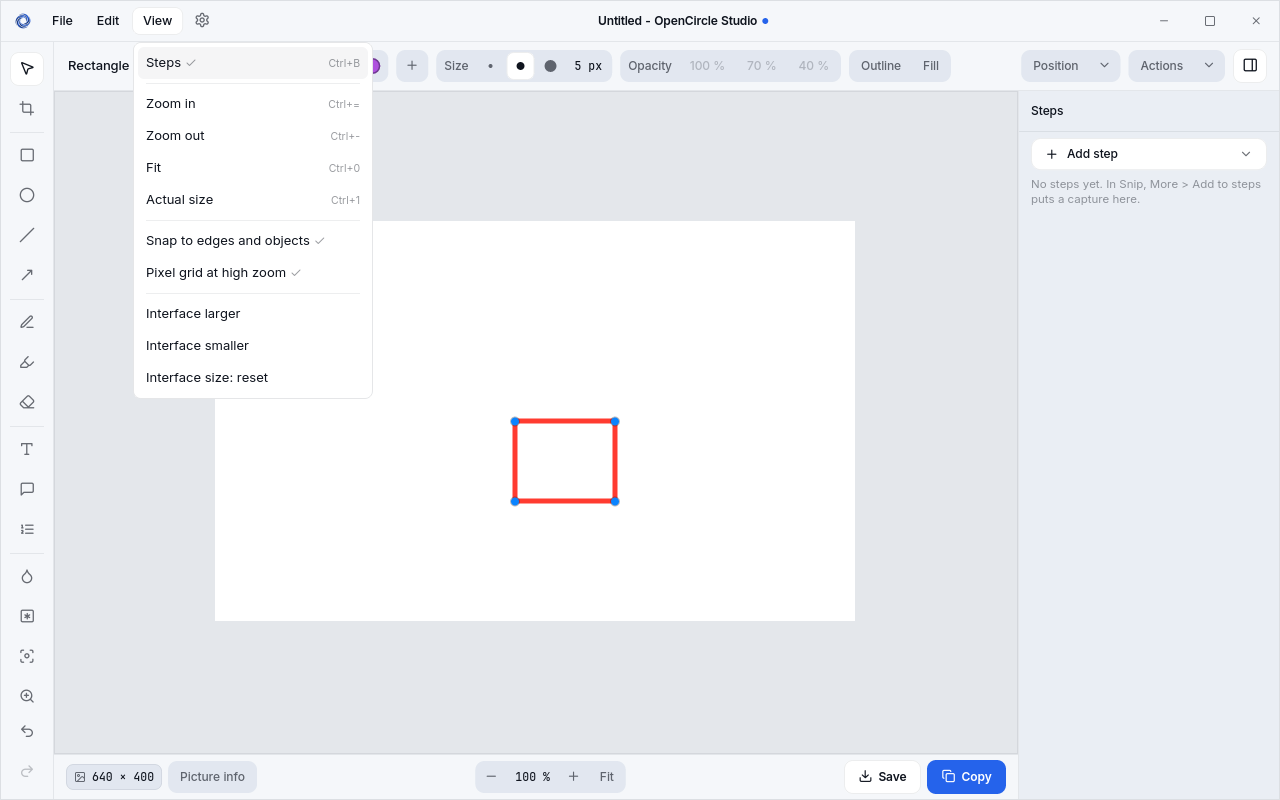 File Edit View Untitled - OpenCircle Studio
Rectangle Size 5 px Opacity 100 % 70 % 40 % Outline Fill Position Actions
Steps Ctrl+B
Zoom in Ctrl+=
Zoom out Ctrl+-
Fit Ctrl+0
Actual size Ctrl+1
Snap to edges and objects
Pixel grid at high zoom
Interface larger
Interface smaller
Interface size: reset
Steps
Add step
No steps yet. In Snip, More > Add to steps
puts a capture here.
640 × 400 Picture info 100 % Fit Save Copy